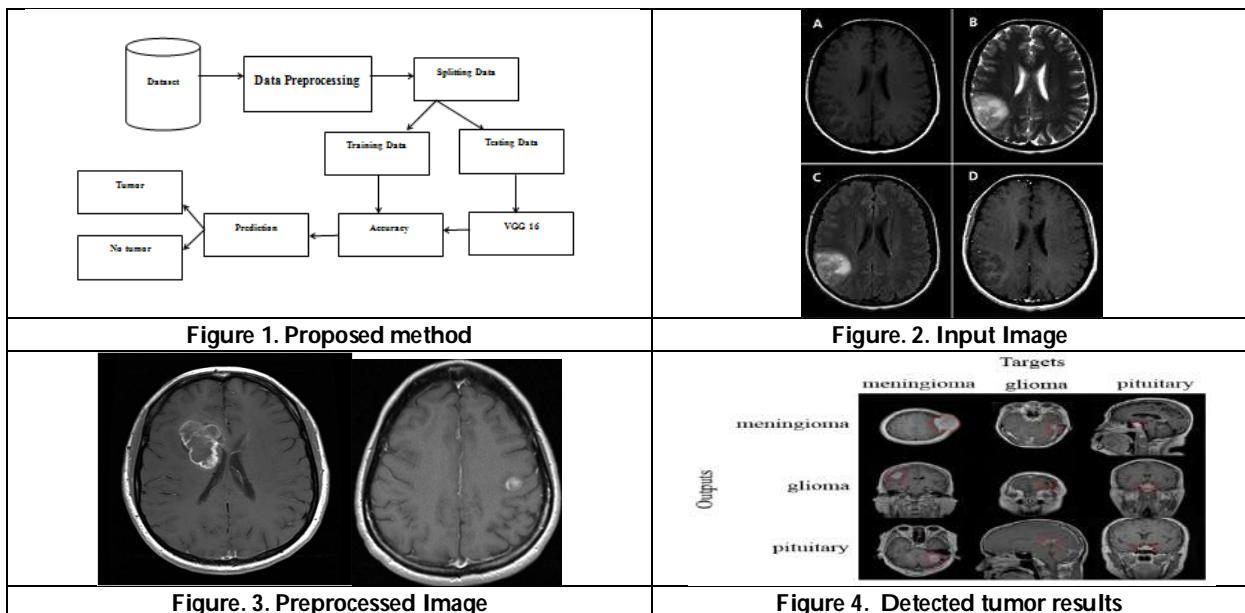 Dataset
Data Preprocessing
Splitting Data
Training Data
Testing Data
Tumor
No tumor
Prediction
Accuracy
VGG 16
Figure 1. Proposed method
A
B
C
D
Figure. 2. Input Image
Figure. 3. Preprocessed Image
Targets
meningioma glioma pituitary
meningioma
glioma
pituitary
Outputs
Figure 4. Detected tumor results